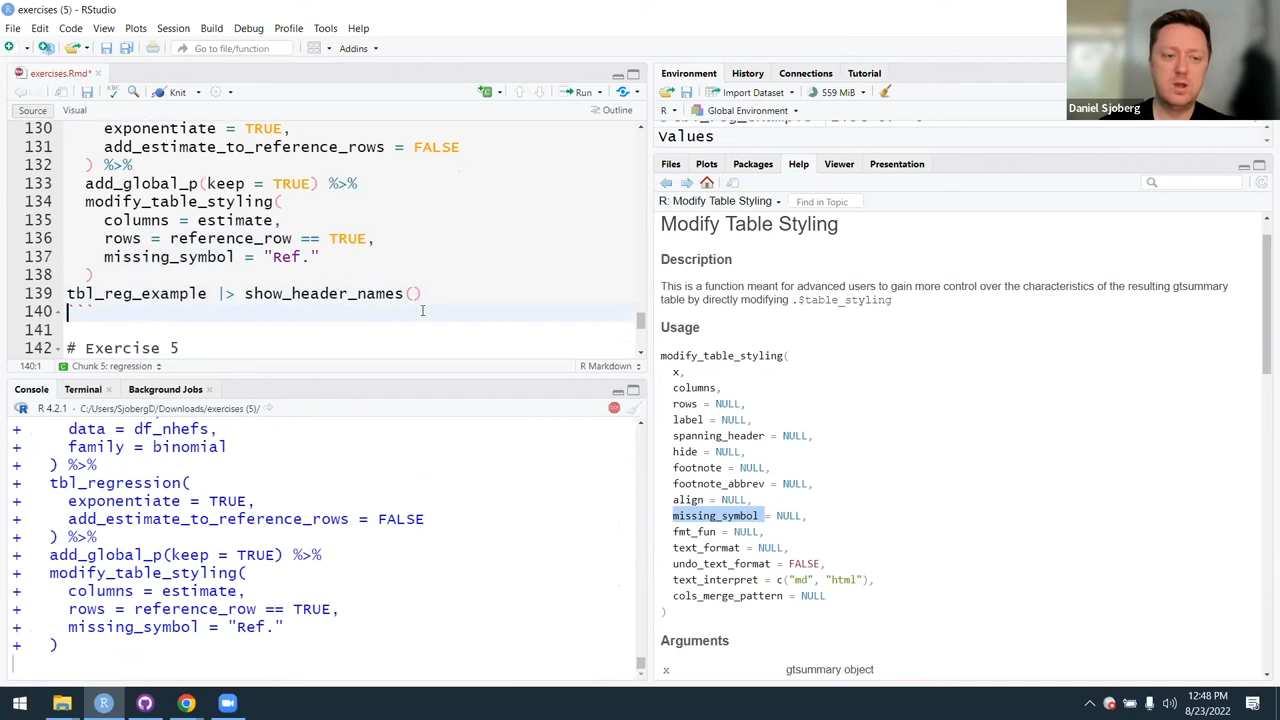 exercises (5) - RStudio
File Edit Code View Plots Session Build Debug Profile Tools Help
Go to file/function
Addins
exercises.Rmd*
Knit
Run
Source Visual
Outline
130 exponentiate = TRUE,
131 add_estimate_to_reference_rows = FALSE
132 ) %>%
133 add_global_p(keep = TRUE) %>%
134 modify_table_styling(
135 columns = estimate,
136 rows = reference_row == TRUE,
137 missing_symbol = "Ref."
138 )
139 tbl_reg_example |> show_header_names()
140 ```
141
142 # Exercise 5
140:1 Chunk 5: regression R Markdown
Console Terminal Background Jobs
R 4.2.1 · C:/Users/SjobergD/Downloads/exercises (5)/
+ data = df_nhefs,
+ family = binomial
+ ) %>%
+ tbl_regression(
+ exponentiate = TRUE,
+ add_estimate_to_reference_rows = FALSE
+ ) %>%
+ add_global_p(keep = TRUE) %>%
+ modify_table_styling(
+ columns = estimate,
+ rows = reference_row == TRUE,
+ missing_symbol = "Ref."
+ )
Environment History Connections Tutorial
Import Dataset 559 MiB
R Global Environment
Values
Files Plots Packages Help Viewer Presentation
R: Modify Table Styling Find in Topic
Modify Table Styling
Description
This is a function meant for advanced users to gain more control over the characteristics of the resulting gtsummary
table by directly modifying .$table_styling
Usage
modify_table_styling(
x,
columns,
rows = NULL,
label = NULL,
spanning_header = NULL,
hide = NULL,
footnote = NULL,
footnote_abbrev = NULL,
align = NULL,
missing_symbol = NULL,
fmt_fun = NULL,
text_format = NULL,
undo_text_format = FALSE,
text_interpret = c("md", "html"),
cols_merge_pattern = NULL
)
Arguments
x gtsummary object
Daniel Sjoberg
12:48 PM
8/23/2022